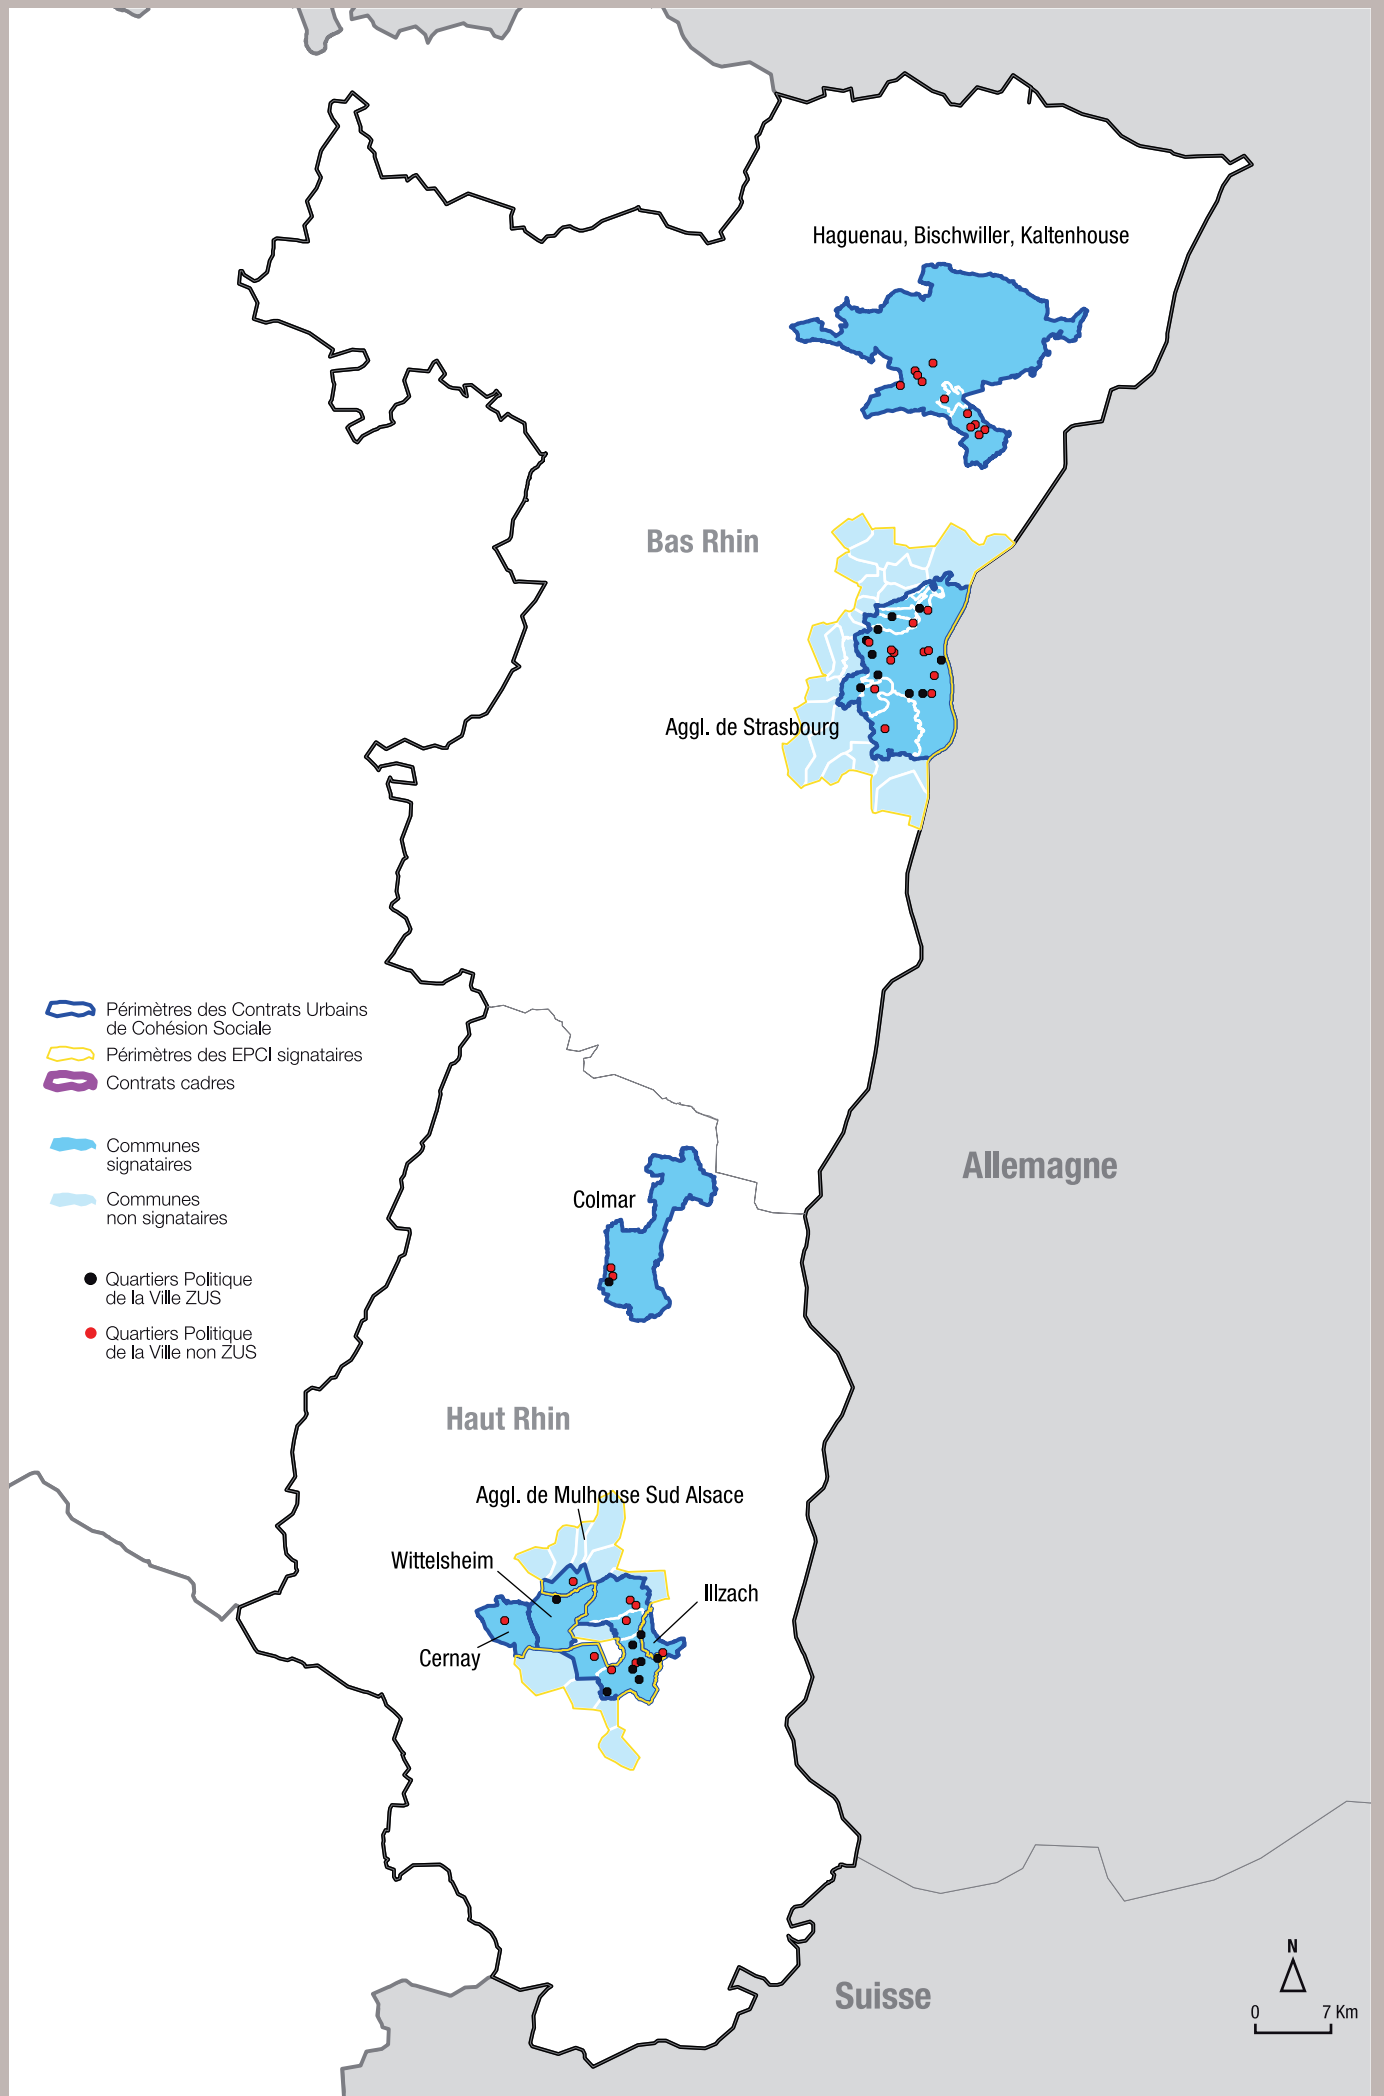 Haguenau, Bischwiller, Kaltenhouse
Bas Rhin
Aggl. de Strasbourg
Périmètres des Contrats Urbains
de Cohésion Sociale
Périmètres des EPCI signataires
Contrats cadres
Communes
signataires
Communes
non signataires
Quartiers Politique
de la Ville ZUS
Quartiers Politique
de la Ville non ZUS
Allemagne
Colmar
Haut Rhin
Aggl. de Mulhouse Sud Alsace
Wittelsheim
Illzach
Cernay
Suisse
N
0 7 Km